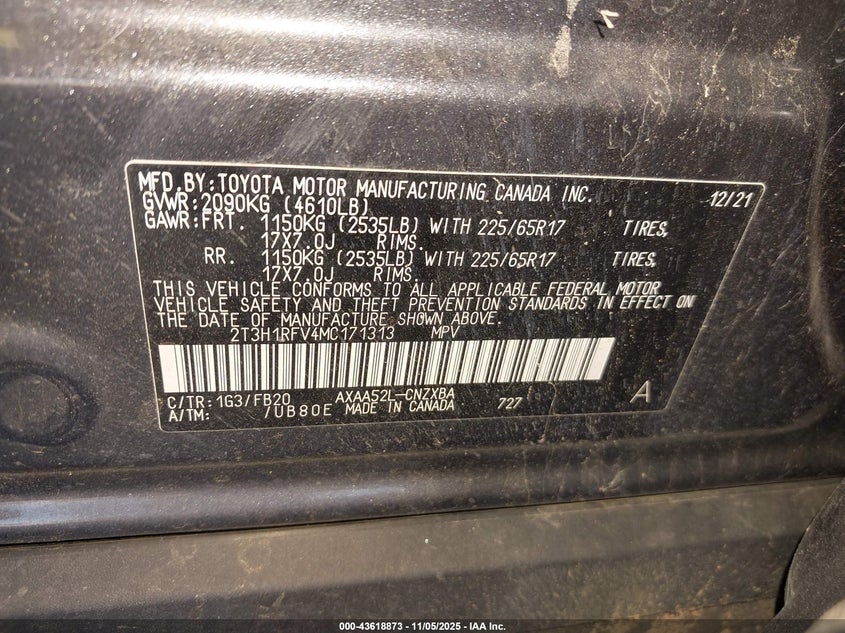 MFD.BY:TOYOTA MOTOR MANUFACTURING CANADA INC. 12/21
GVWR:2090KG (4610LB)
GAWR:FRT. 1150KG (2535LB) WITH 225/65R17 TIRES,
17X7.0J RIMS.
RR. 1150KG (2535LB) WITH 225/65R17 TIRES,
17X7.0J RIMS.
THIS VEHICLE CONFORMS TO ALL APPLICABLE FEDERAL MOTOR
VEHICLE SAFETY AND THEFT PREVENTION STANDARDS IN EFFECT ON
THE DATE OF MANUFACTURE SHOWN ABOVE.
2T3H1RFV4MC171313 MPV
C/TR:1G3/FB20 AXAA52L-CNZXBA A
A/TM: /UB80E MADE IN CANADA 727
000-43618873 - 11/05/2025 - IAA Inc.